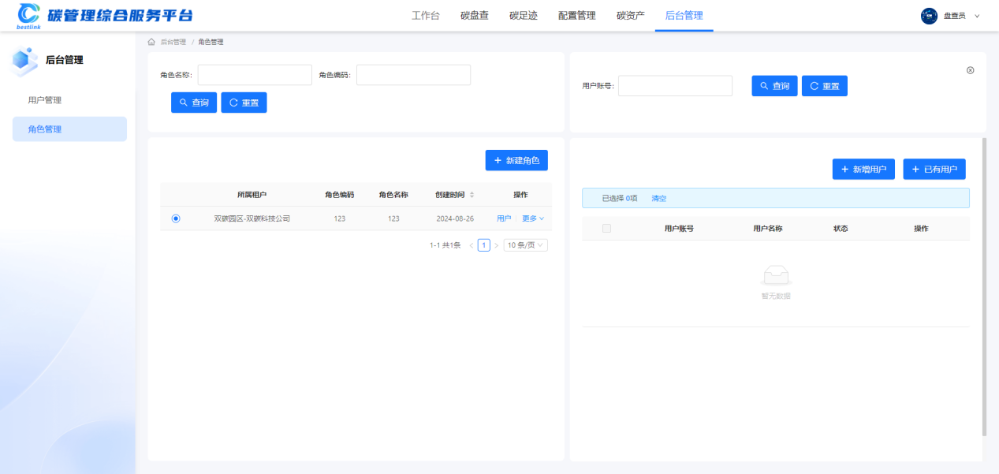 碳管理综合服务平台
bestlink
工作台 碳盘查 碳足迹 配置管理 碳资产 后台管理
盘查员
后台管理
用户管理
角色管理
后台管理 / 角色管理
角色名称: 角色编码:
查询 重置
用户账号: 查询 重置
+ 新建角色
所属租户 角色编码 角色名称 创建时间 操作
双碳园区-双碳科技公司 123 123 2024-08-26 用户 更多
1-1 共1条 < 1 > 10 条/页
+ 新增用户 + 已有用户
已选择 0项 清空
用户账号 用户名称 状态 操作
暂无数据